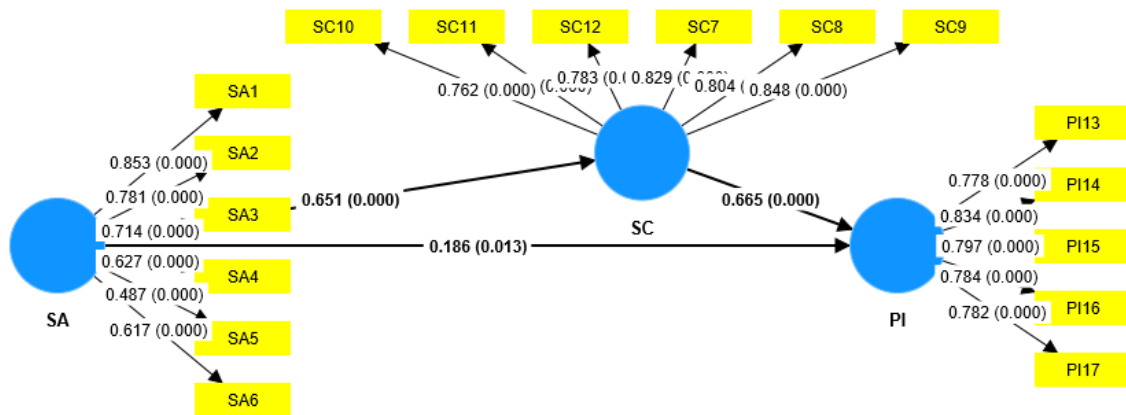 SC10
SC11
SC12
SC7
SC8
SC9
0.762 (0.000)
0.783
0.829
0.804
0.848 (0.000)
SA1
SA2
SA3
SA4
SA5
SA6
0.853 (0.000)
0.781 (0.000)
0.714 (0.000)
0.627 (0.000)
0.487 (0.000)
0.617 (0.000)
SA
0.651 (0.000)
0.186 (0.013)
SC
0.665 (0.000)
PI
0.778 (0.000)
0.834 (0.000)
0.797 (0.000)
0.784 (0.000)
0.782 (0.000)
PI13
PI14
PI15
PI16
PI17